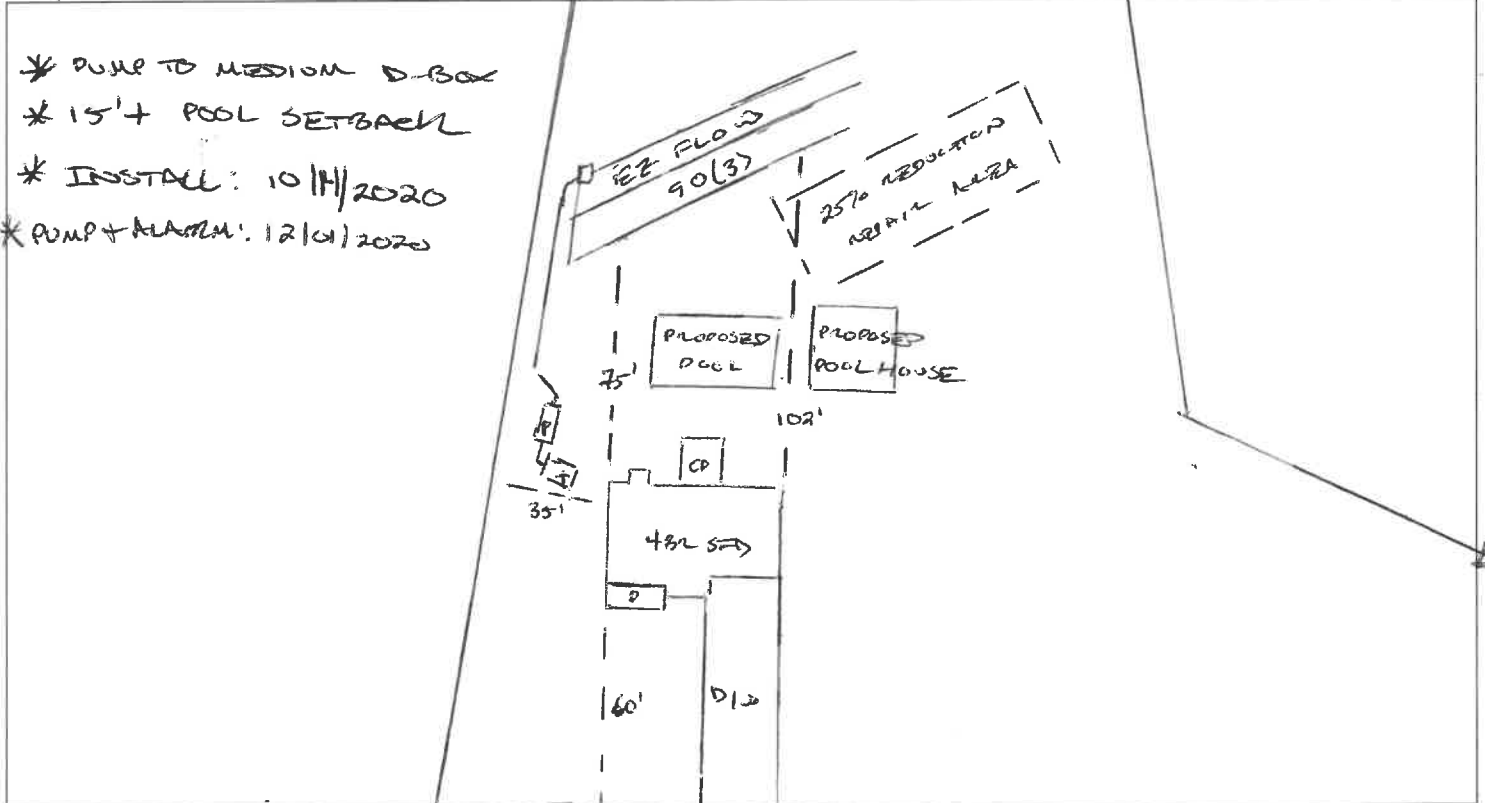 * PUMP TO MEDIUM D-BOX
* 15'+ POOL SETBACK
* INSTALL: 10/14/2020
* PUMP + ALARM: 12/01/2020
EZ FLOW
90(3)
25% REDUCTION
REPAIR AREA
PROPOSED
POOL
PROPOSED
POOL HOUSE
75'
102'
P
T
35'
CP
4BR SFD
P
60'
D/W